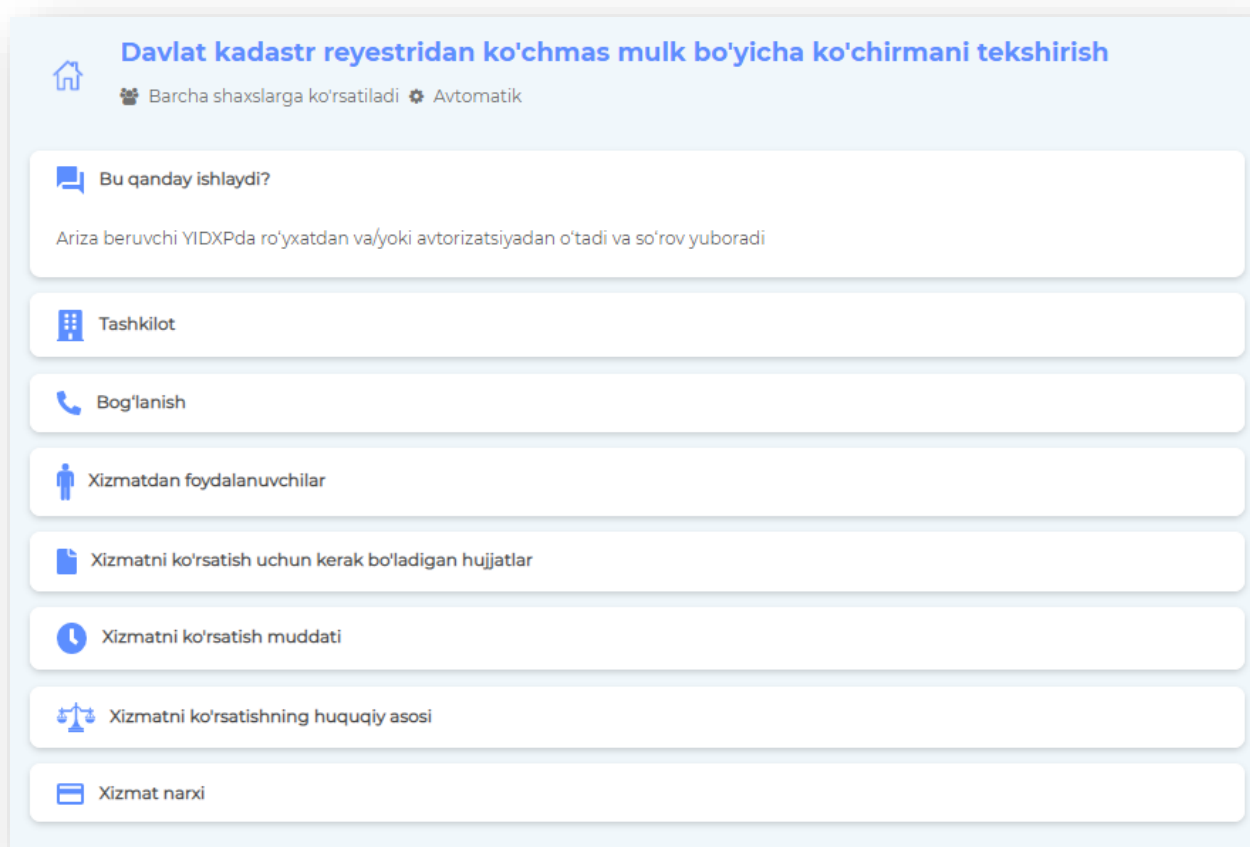 Davlat kadastr reyestridan ko'chmas mulk bo'yicha ko'chirmani tekshirish
Barcha shaxslarga ko'rsatiladi Avtomatik
Bu qanday ishlaydi?
Ariza beruvchi YIDXPda ro‘yxatdan va/yoki avtorizatsiyadan o‘tadi va so‘rov yuboradi
Tashkilot
Bog‘lanish
Xizmatdan foydalanuvchilar
Xizmatni ko'rsatish uchun kerak bo'ladigan hujjatlar
Xizmatni ko'rsatish muddati
Xizmatni ko'rsatishning huquqiy asosi
Xizmat narxi